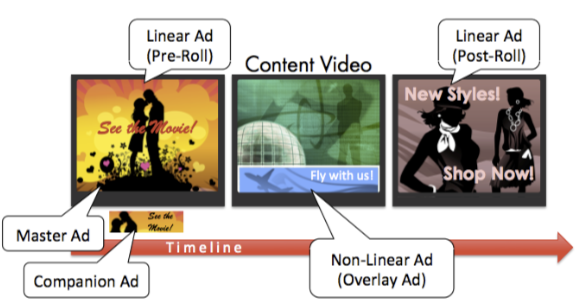 Linear Ad
(Pre-Roll)
Content Video
Linear Ad
(Post-Roll)
See the Movie!
Fly with us!
New Styles!
Shop Now!
Master Ad
See the
Movie!
Timeline
Companion Ad
Non-Linear Ad
(Overlay Ad)